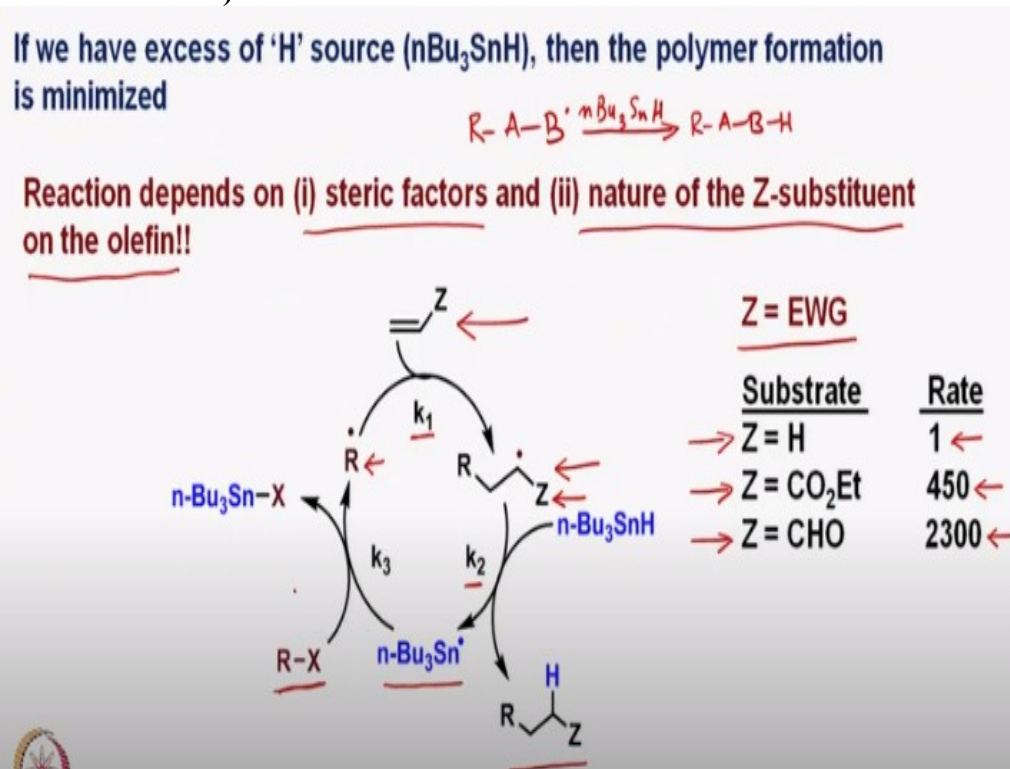 If we have excess of ‘H’ source (nBu₃SnH), then the polymer formation
is minimized
R- A-B· nBu₃SnH R-A-B-H
Reaction depends on (i) steric factors and (ii) nature of the Z-substituent
on the olefin!!
Z
Z = EWG
Substrate Rate
k₁
Z = H 1
R
R
Z
n-Bu₃Sn-X
Z = CO₂Et 450
n-Bu₃SnH
Z = CHO 2300
k₃
k₂
R-X
n-Bu₃Sn•
H
R
Z